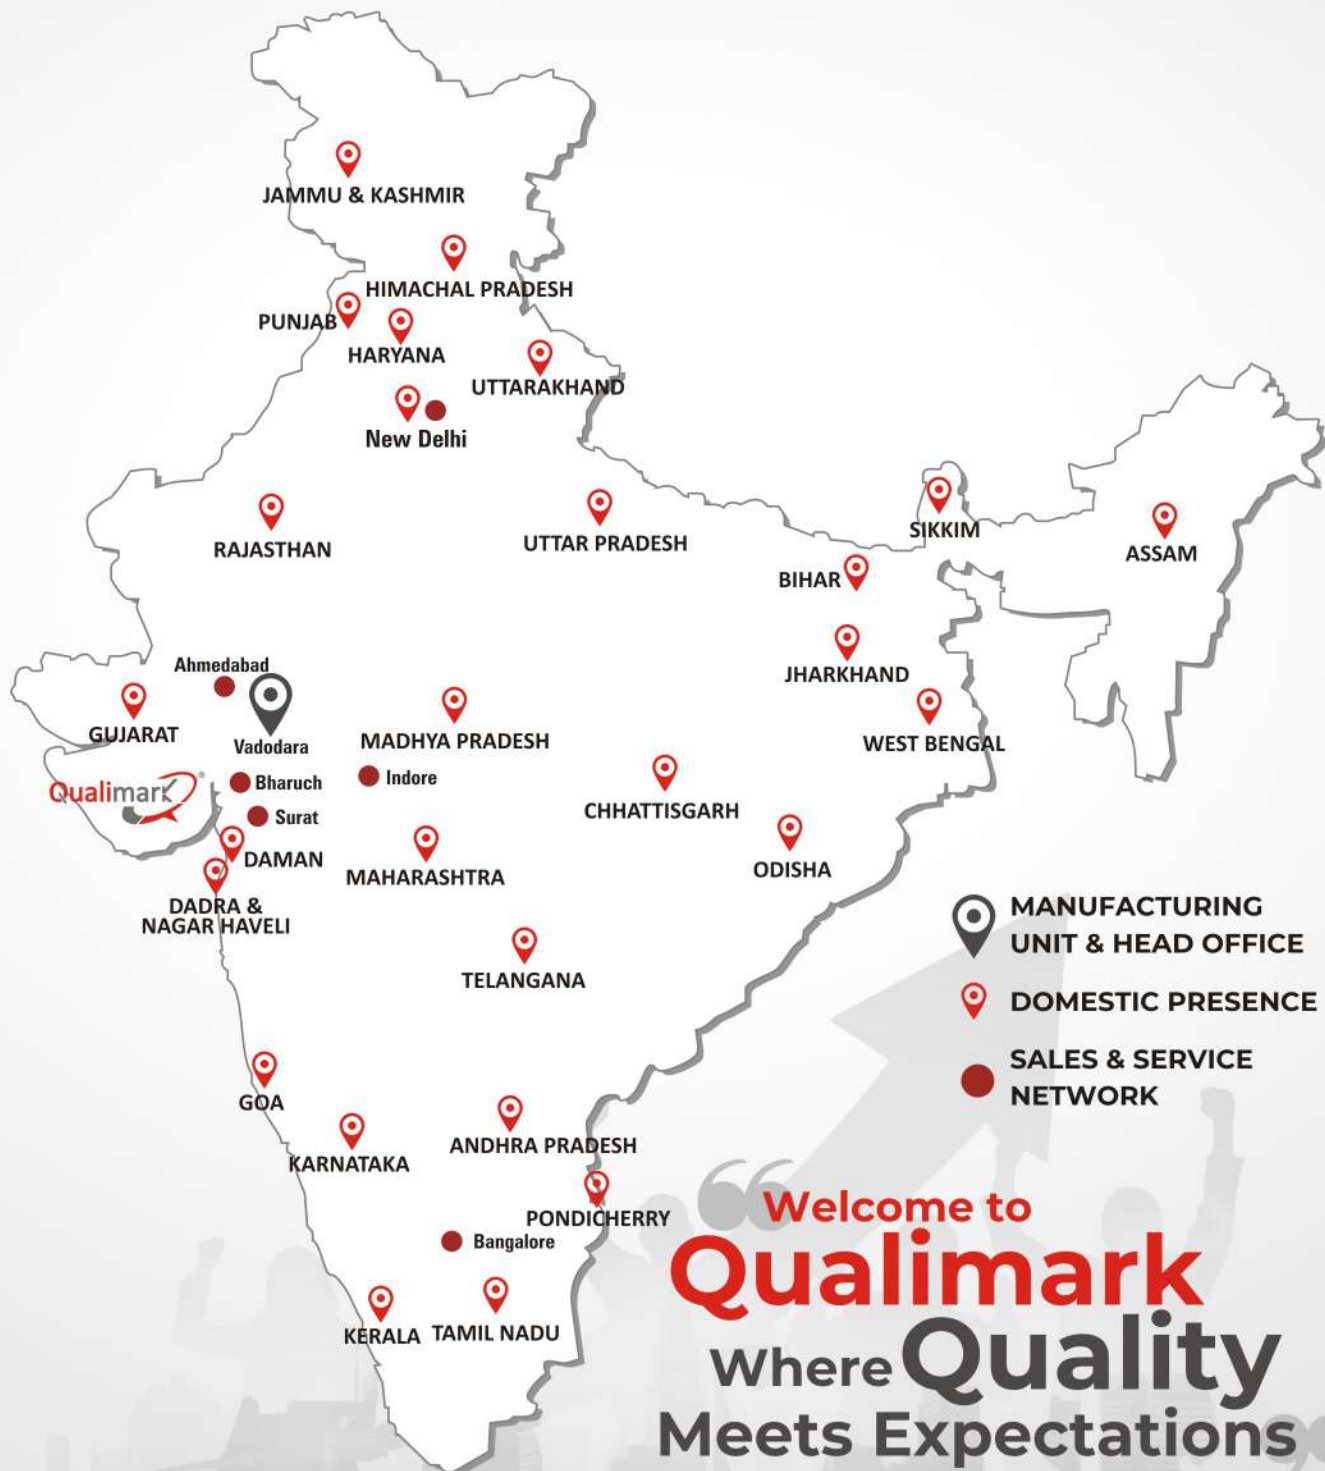 JAMMU & KASHMIR
HIMACHAL PRADESH
PUNJAB
HARYANA
UTTARAKHAND
New Delhi
RAJASTHAN
UTTAR PRADESH
SIKKIM
ASSAM
BIHAR
JHARKHAND
Ahmedabad
GUJARAT
Vadodara
MADHYA PRADESH
WEST BENGAL
Qualimark®
Bharuch
Indore
Surat
CHHATTISGARH
DAMAN
MAHARASHTRA
ODISHA
DADRA &
NAGAR HAVELI
TELANGANA
MANUFACTURING
UNIT & HEAD OFFICE
DOMESTIC PRESENCE
SALES & SERVICE
NETWORK
GOA
KARNATAKA
ANDHRA PRADESH
PONDICHERRY
Bangalore
KERALA
TAMIL NADU
“Welcome to
Qualimark
Where Quality
Meets Expectations”